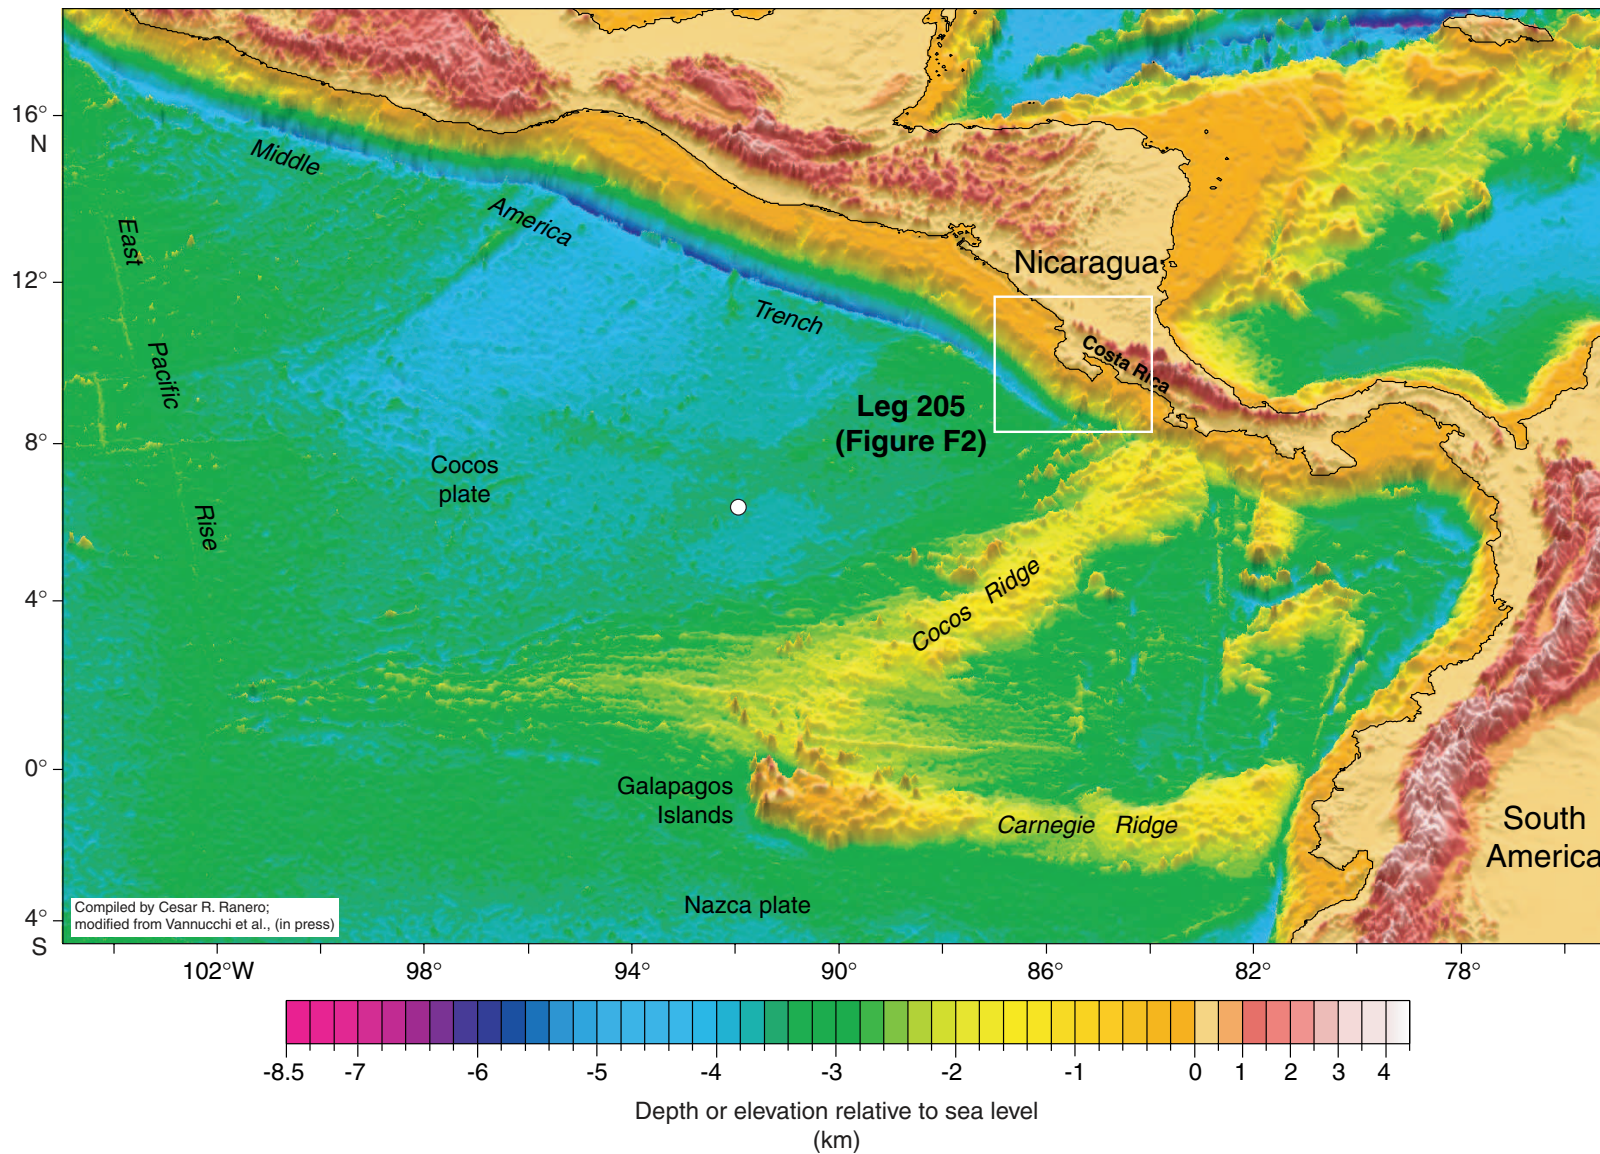 16°
N
12°
8°
4°
0°
4°
S
Middle
America
Trench
East
Pacific
Rise
Nicaragua
Costa Rica
Leg 205
(Figure F2)
Cocos
plate
Cocos Ridge
Galapagos
Islands
Carnegie Ridge
South
America
Nazca plate
Compiled by Cesar R. Ranero;
modified from Vannucchi et al., (in press)
102°W 98° 94° 90° 86° 82° 78°
-8.5 -7 -6 -5 -4 -3 -2 -1 0 1 2 3 4
Depth or elevation relative to sea level
(km)